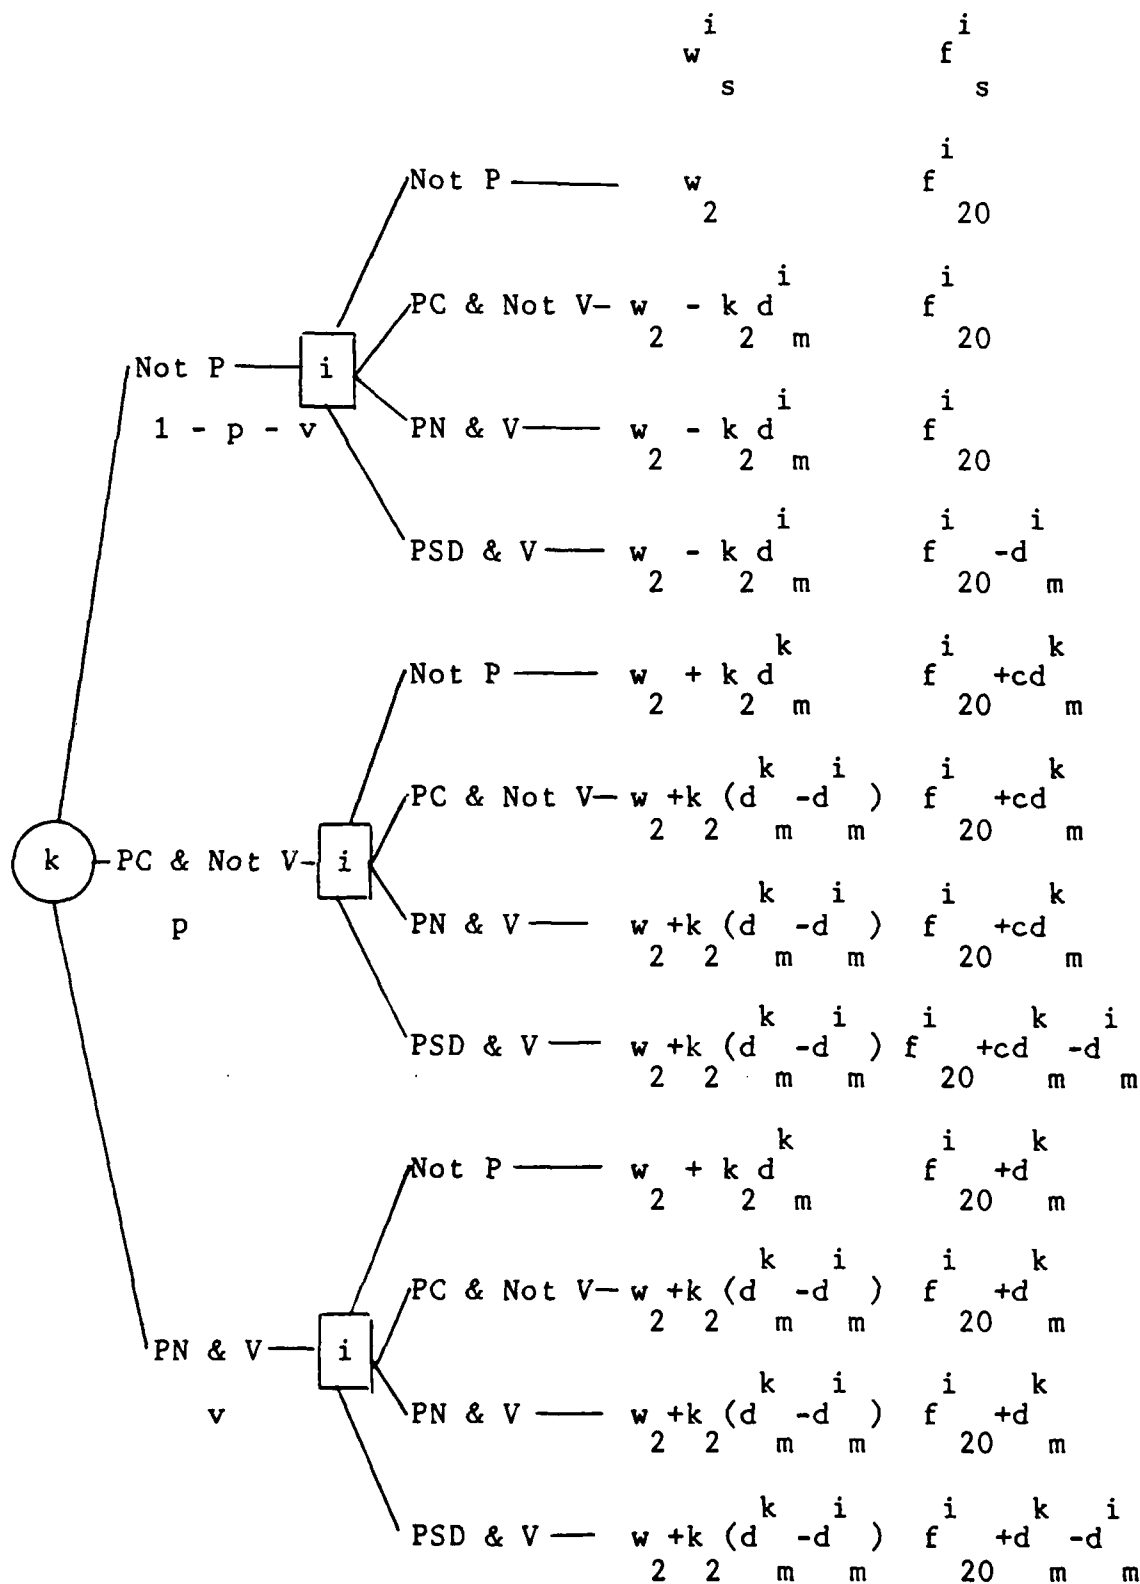 w_s^i f_s^i
Not P w_2 f_20^i
PC & Not V w_2 - k_2 d_m^i f_20^i
Not P i
1 - p - v
PN & V w_2 - k_2 d_m^i f_20^i
PSD & V w_2 - k_2 d_m^i f_20^i -d_m^i
Not P w_2 + k_2 d_m^k f_20^i +cd_m^k
PC & Not V w_2 +k_2 (d_m^k -d_m^i ) f_20^i +cd_m^k
k PC & Not V i
p
PN & V w_2 +k_2 (d_m^k -d_m^i ) f_20^i +cd_m^k
PSD & V w_2 +k_2 (d_m^k -d_m^i ) f_20^i +cd_m^k -d_m^i
Not P w_2 + k_2 d_m^k f_20^i +d_m^k
PC & Not V w_2 +k_2 (d_m^k -d_m^i ) f_20^i +d_m^k
PN & V i
v
PN & V w_2 +k_2 (d_m^k -d_m^i ) f_20^i +d_m^k
PSD & V w_2 +k_2 (d_m^k -d_m^i ) f_20^i +d_m^k -d_m^i